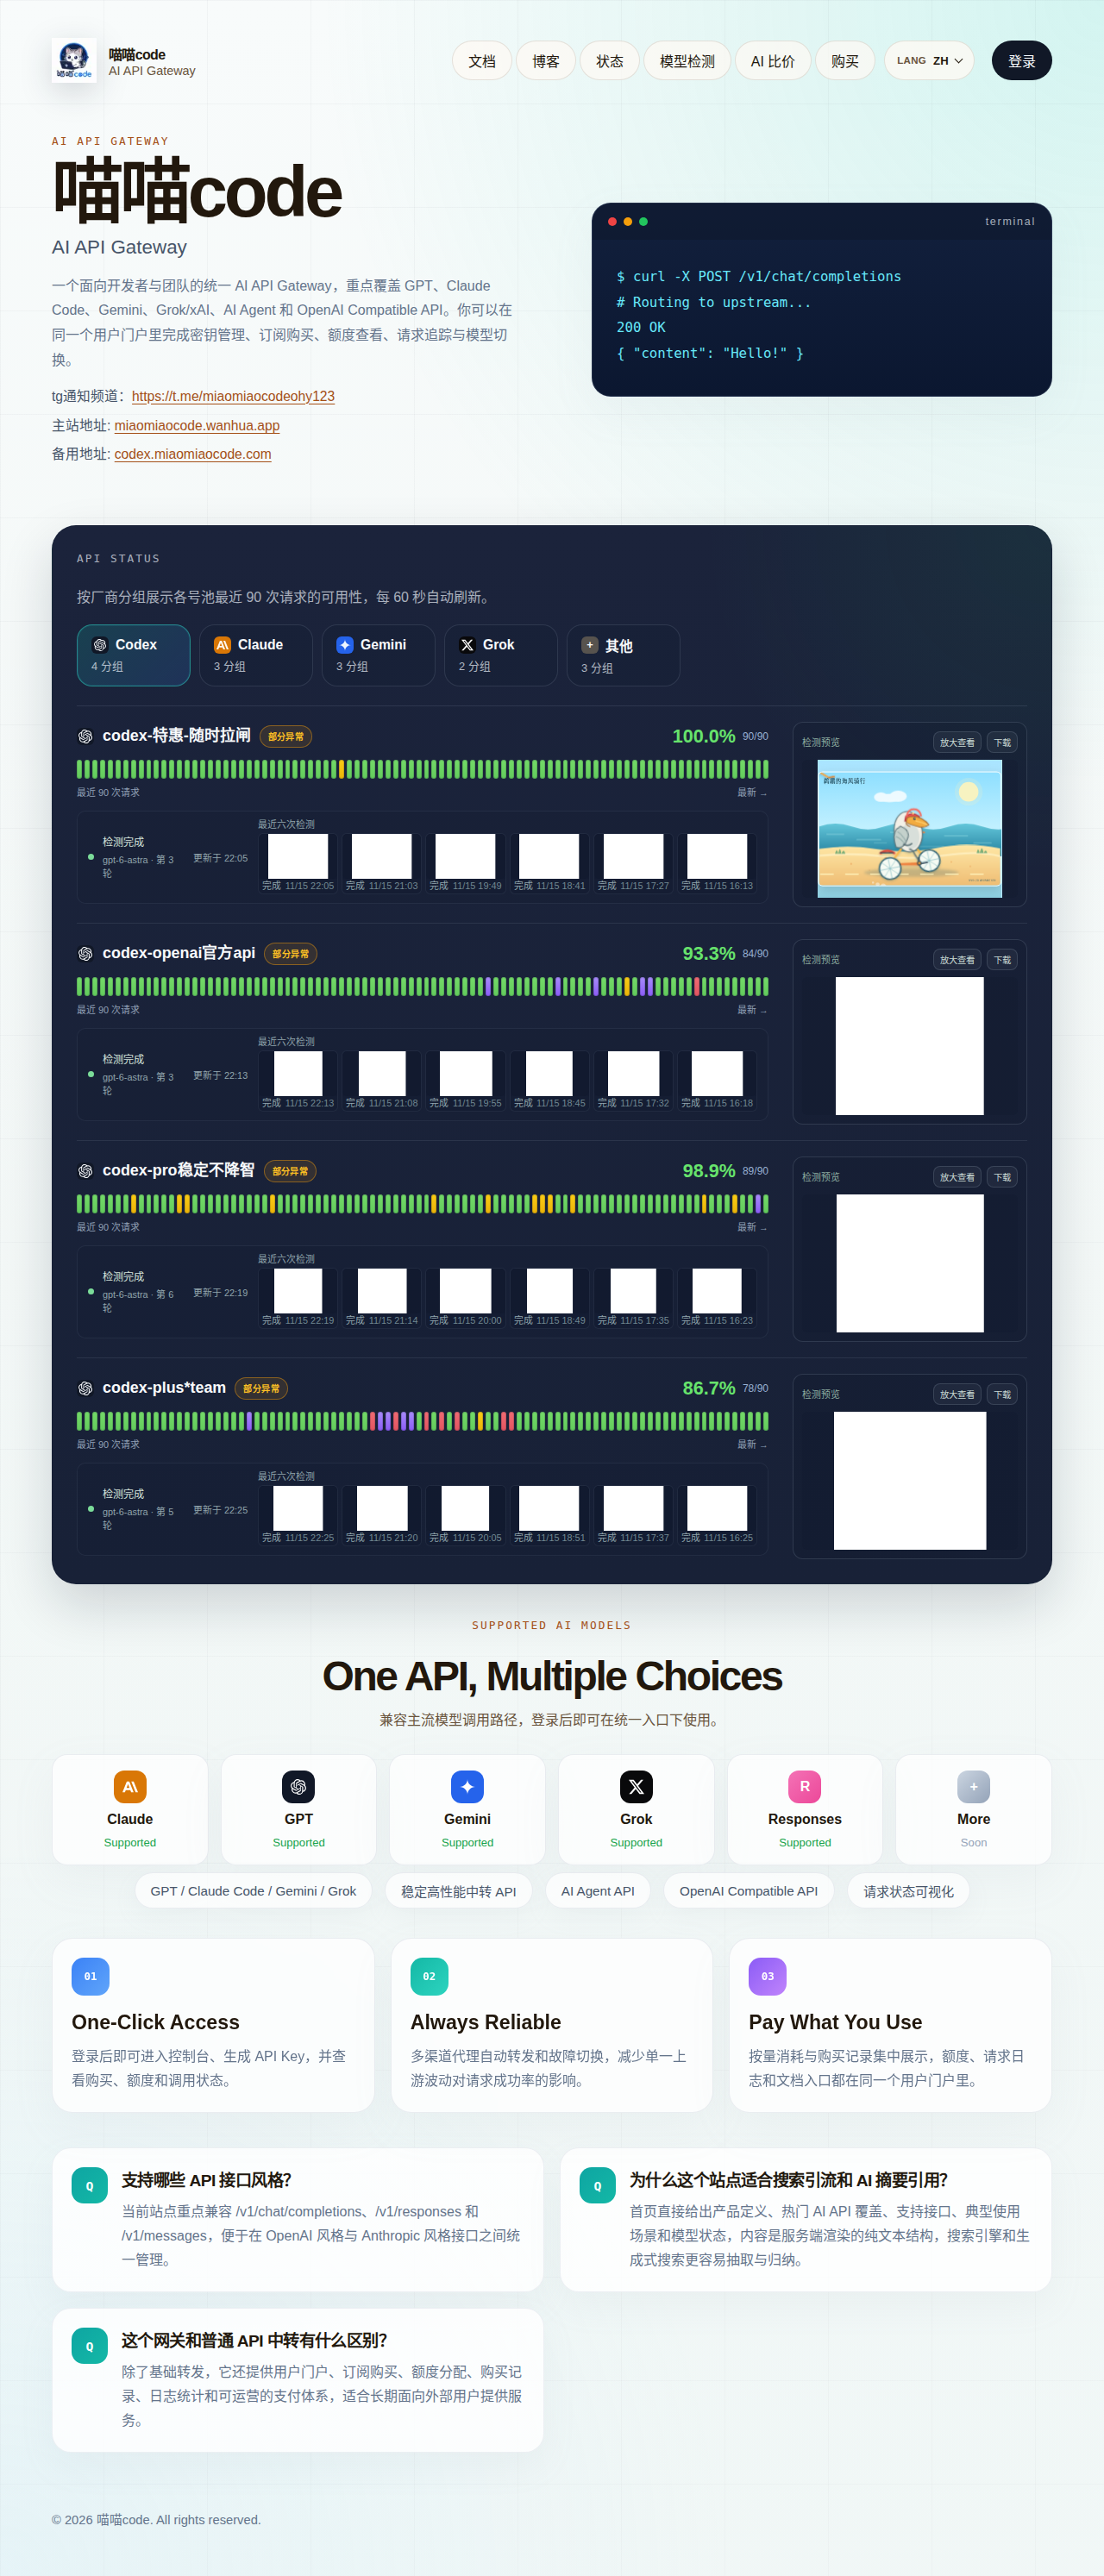 喵喵code
AI API Gateway
文档
博客
状态
模型检测
AI 比价
购买
LANG ZH
登录
AI API GATEWAY
喵喵code
AI API Gateway
一个面向开发者与团队的统一 AI API Gateway，重点覆盖 GPT、Claude
Code、Gemini、Grok/xAI、AI Agent 和 OpenAI Compatible API。你可以在
同一个用户门户里完成密钥管理、订阅购买、额度查看、请求追踪与模型切
换。
tg通知频道：https://t.me/miaomiaocodeohy123
主站地址: miaomiaocode.wanhua.app
备用地址: codex.miaomiaocode.com
terminal
$ curl -X POST /v1/chat/completions
# Routing to upstream...
200 OK
{ "content": "Hello!" }
API STATUS
按厂商分组展示各号池最近 90 次请求的可用性，每 60 秒自动刷新。
Codex
4 分组
Claude
3 分组
Gemini
3 分组
Grok
2 分组
+ 其他
3 分组
codex-特惠-随时拉闸 部分异常
100.0% 90/90
最近 90 次请求
最新 →
检测完成
gpt-6-astra · 第 3
轮
更新于 22:05
最近六次检测
完成 11/15 22:05
完成 11/15 21:03
完成 11/15 19:49
完成 11/15 18:41
完成 11/15 17:27
完成 11/15 16:13
检测预览
放大查看
下载
codex-openai官方api 部分异常
93.3% 84/90
最近 90 次请求
最新 →
检测完成
gpt-6-astra · 第 3
轮
更新于 22:13
最近六次检测
完成 11/15 22:13
完成 11/15 21:08
完成 11/15 19:55
完成 11/15 18:45
完成 11/15 17:32
完成 11/15 16:18
检测预览
放大查看
下载
codex-pro稳定不降智 部分异常
98.9% 89/90
最近 90 次请求
最新 →
检测完成
gpt-6-astra · 第 6
轮
更新于 22:19
最近六次检测
完成 11/15 22:19
完成 11/15 21:14
完成 11/15 20:00
完成 11/15 18:49
完成 11/15 17:35
完成 11/15 16:23
检测预览
放大查看
下载
codex-plus*team 部分异常
86.7% 78/90
最近 90 次请求
最新 →
检测完成
gpt-6-astra · 第 5
轮
更新于 22:25
最近六次检测
完成 11/15 22:25
完成 11/15 21:20
完成 11/15 20:05
完成 11/15 18:51
完成 11/15 17:37
完成 11/15 16:25
检测预览
放大查看
下载
SUPPORTED AI MODELS
One API, Multiple Choices
兼容主流模型调用路径，登录后即可在统一入口下使用。
Claude
Supported
GPT
Supported
Gemini
Supported
Grok
Supported
R
Responses
Supported
+
More
Soon
GPT / Claude Code / Gemini / Grok
稳定高性能中转 API
AI Agent API
OpenAI Compatible API
请求状态可视化
01
One-Click Access
登录后即可进入控制台、生成 API Key，并查
看购买、额度和调用状态。
02
Always Reliable
多渠道代理自动转发和故障切换，减少单一上
游波动对请求成功率的影响。
03
Pay What You Use
按量消耗与购买记录集中展示，额度、请求日
志和文档入口都在同一个用户门户里。
Q
支持哪些 API 接口风格？
当前站点重点兼容 /v1/chat/completions、/v1/responses 和
/v1/messages，便于在 OpenAI 风格与 Anthropic 风格接口之间统
一管理。
Q
为什么这个站点适合搜索引流和 AI 摘要引用？
首页直接给出产品定义、热门 AI API 覆盖、支持接口、典型使用
场景和模型状态，内容是服务端渲染的纯文本结构，搜索引擎和生
成式搜索更容易抽取与归纳。
Q
这个网关和普通 API 中转有什么区别？
除了基础转发，它还提供用户门户、订阅购买、额度分配、购买记
录、日志统计和可运营的支付体系，适合长期面向外部用户提供服
务。
© 2026 喵喵code. All rights reserved.